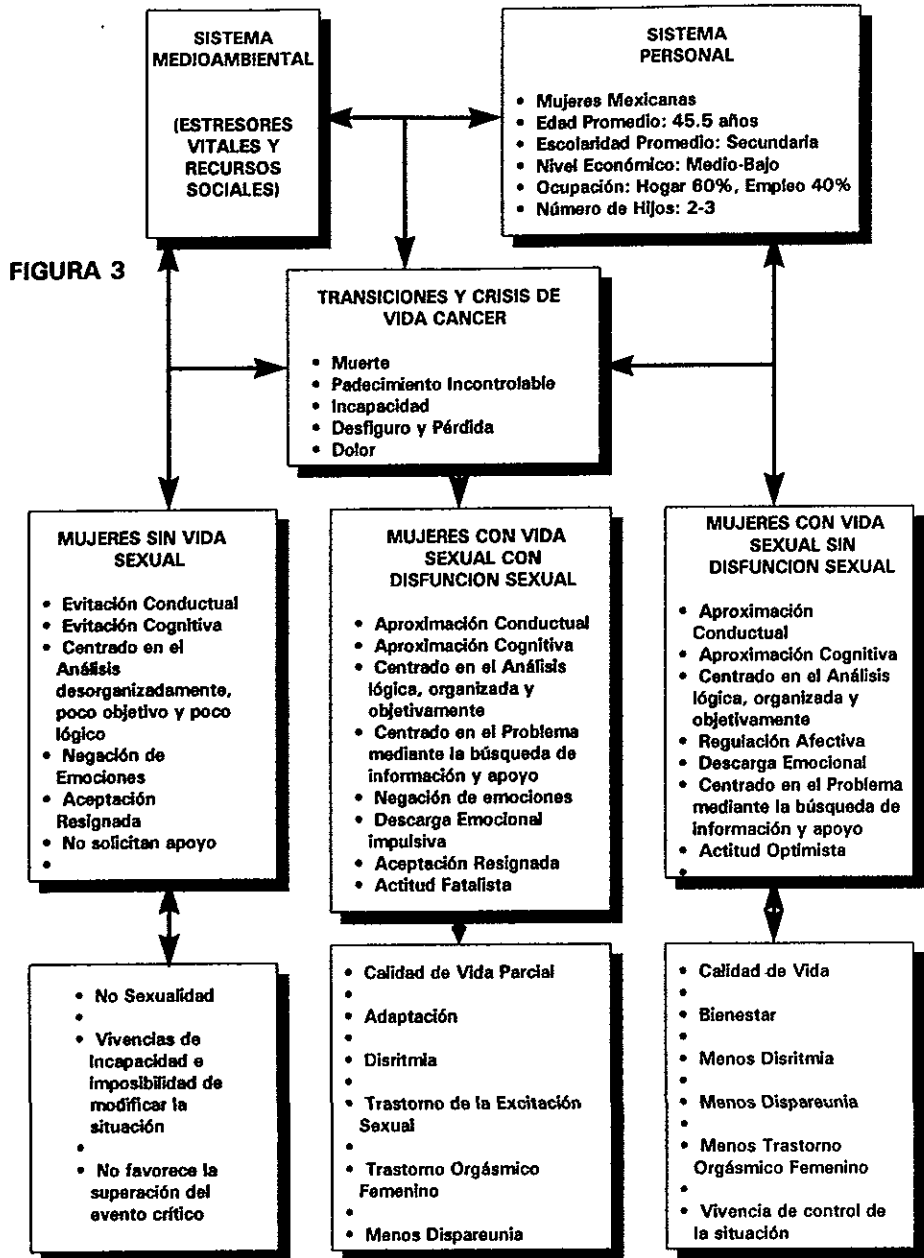 SISTEMA
MEDIOAMBIENTAL
(ESTRESORES
VITALES Y
RECURSOS
SOCIALES)
SISTEMA
PERSONAL
• Mujeres Mexicanas
• Edad Promedio: 45.5 años
• Escolaridad Promedio: Secundaria
• Nivel Económico: Medio-Bajo
• Ocupación: Hogar 60%, Empleo 40%
• Número de Hijos: 2-3
FIGURA 3
TRANSICIONES Y CRISIS DE
VIDA CANCER
• Muerte
• Padecimiento Incontrolable
• Incapacidad
• Desfiguro y Pérdida
• Dolor
MUJERES SIN VIDA
SEXUAL
• Evitación Conductual
• Evitación Cognitiva
• Centrado en el
Análisis
desorganizadamente,
poco objetivo y poco
lógico
• Negación de
Emociones
• Aceptación
Resignada
• No solicitan apoyo
•
MUJERES CON VIDA
SEXUAL CON
DISFUNCION SEXUAL
• Aproximación Conductual
• Aproximación Cognitiva
• Centrado en el Análisis
lógica, organizada y
objetivamente
• Centrado en el Problema
mediante la búsqueda de
información y apoyo
• Negación de emociones
• Descarga Emocional
impulsiva
• Aceptación Resignada
• Actitud Fatalista
MUJERES CON VIDA
SEXUAL SIN
DISFUNCION SEXUAL
• Aproximación
Conductual
• Aproximación Cognitiva
• Centrado en el Análisis
lógica, organizada y
objetivamente
• Regulación Afectiva
• Descarga Emocional
• Centrado en el Problema
mediante la búsqueda de
información y apoyo
• Actitud Optimista
•
• No Sexualidad
•
• Vivencias de
Incapacidad e
imposibilidad de
modificar la
situación
•
• No favorece la
superación del
evento crítico
• Calidad de Vida Parcial
•
• Adaptación
•
• Disritmia
•
• Trastorno de la Excitación
Sexual
•
• Trastorno Orgásmico
Femenino
•
• Menos Dispareunia
• Calidad de Vida
•
• Bienestar
•
• Menos Disritmia
•
• Menos Dispareunia
•
• Menos Trastorno
Orgásmico Femenino
•
• Vivencia de control de
la situación